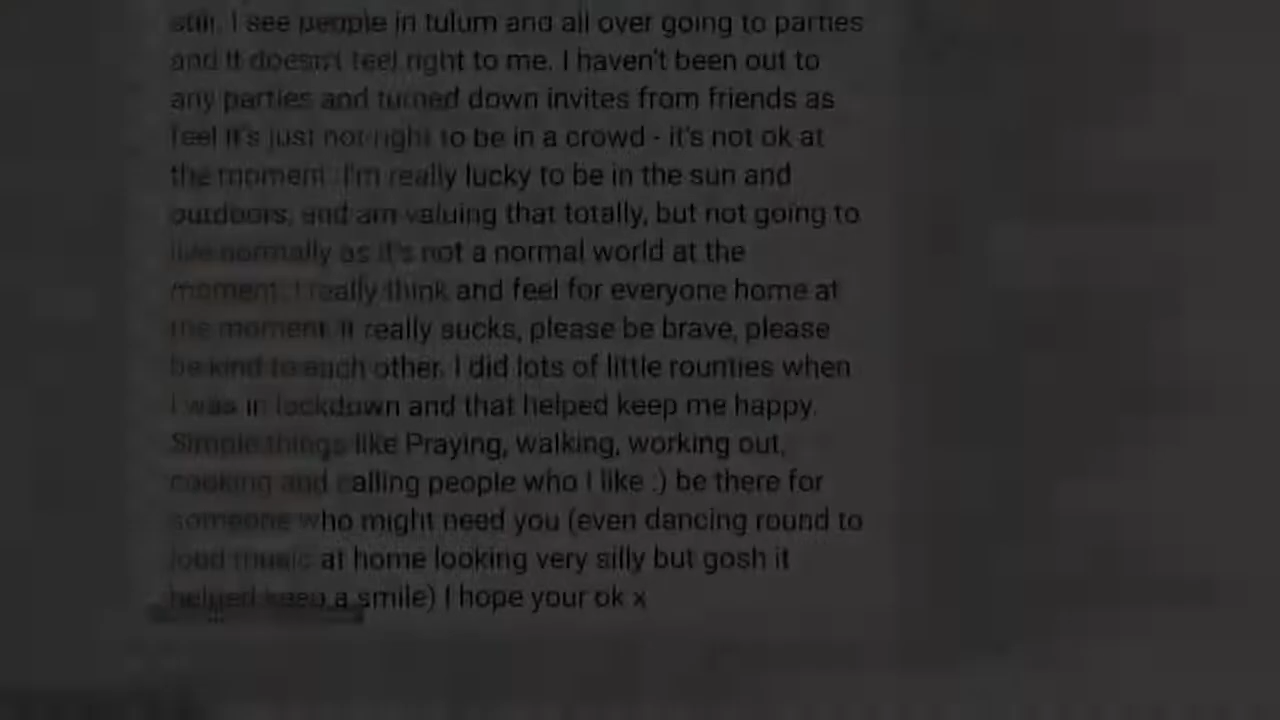 still. I see people in tulum and all over going to parties
and it doesn't feel right to me. I haven't been out to
any parties and turned down invites from friends as
feel it's just not right to be in a crowd - it's not ok at
the moment. I'm really lucky to be in the sun and
outdoors, and am valuing that totally, but not going to
live normally as it's not a normal world at the
moment. I really think and feel for everyone home at
the moment. It really sucks, please be brave, please
be kind to each other. I did lots of little rounties when
I was in lockdown and that helped keep me happy.
Simple things like Praying, walking, working out,
cooking and calling people who I like :) be there for
someone who might need you (even dancing round to
loud music at home looking very silly but gosh it
helped keep a smile) I hope your ok x